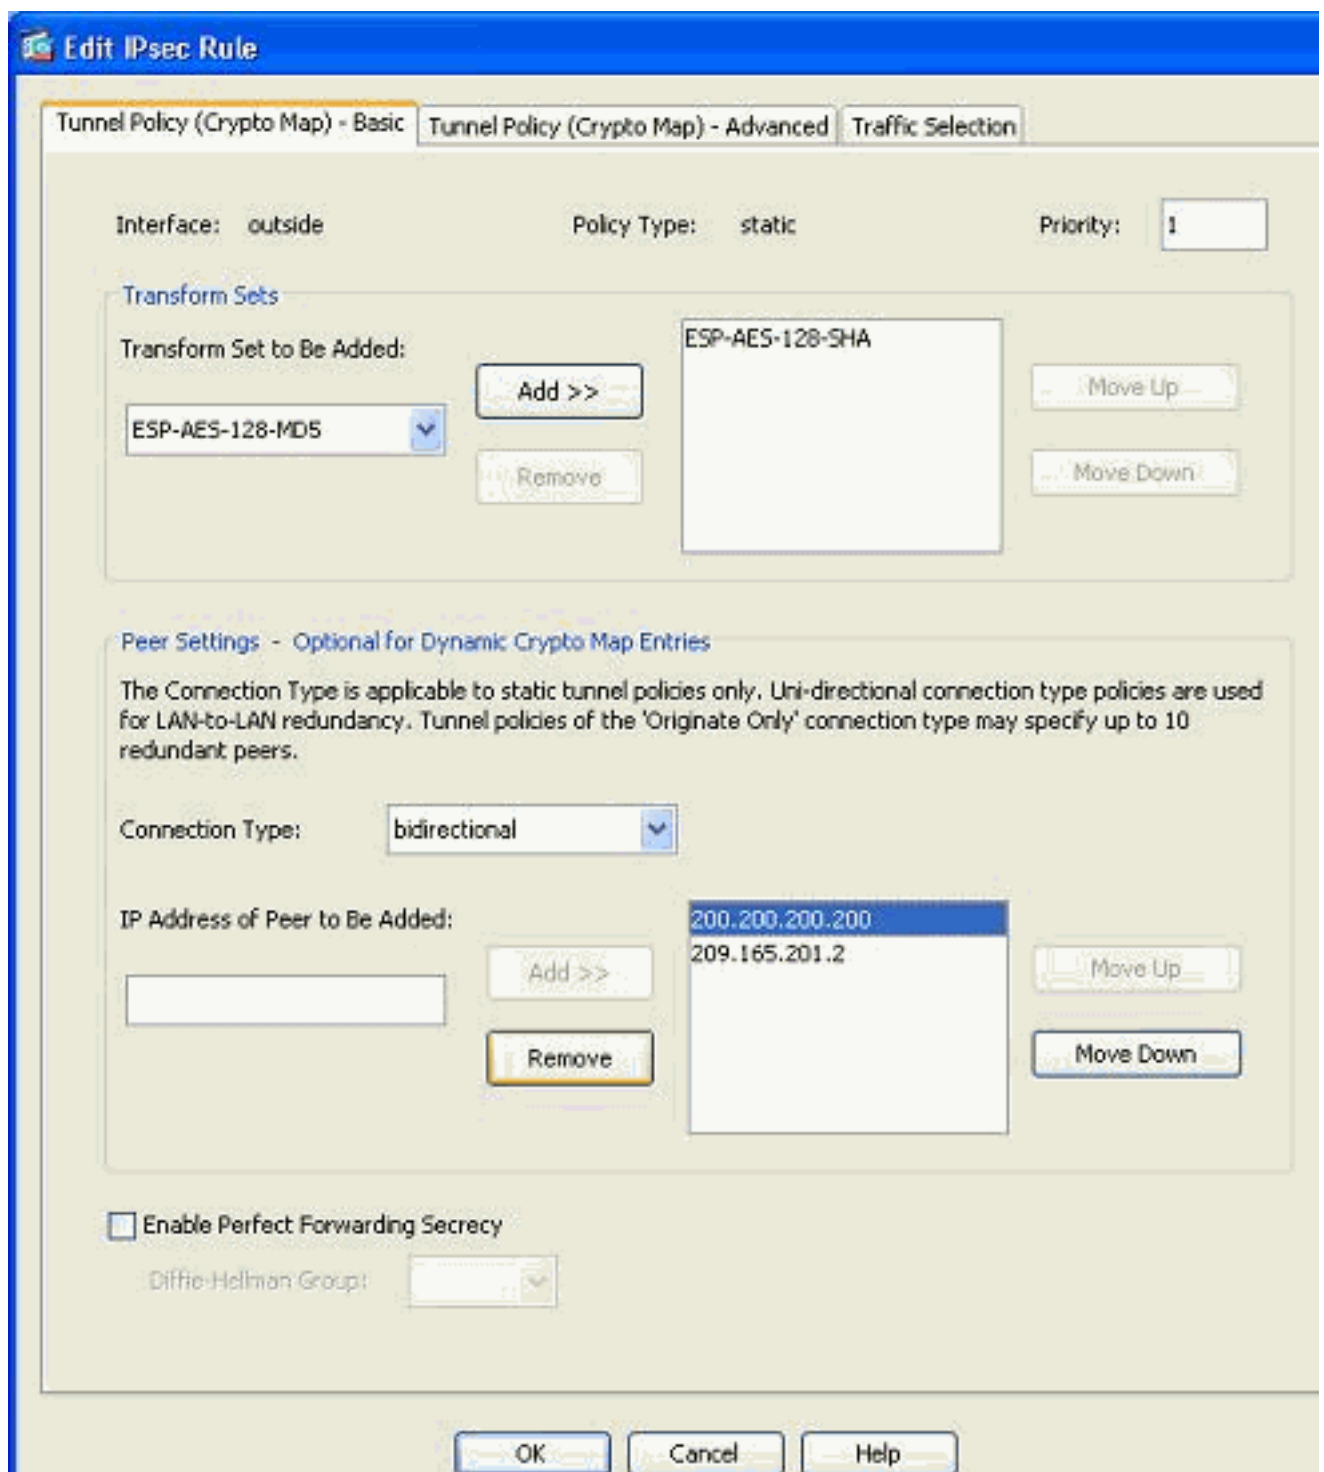 Edit IPsec Rule
Tunnel Policy (Crypto Map) - Basic
Tunnel Policy (Crypto Map) - Advanced
Traffic Selection
Interface: outside
Policy Type: static
Priority: 1
Transform Sets
Transform Set to Be Added:
ESP-AES-128-MD5
Add >>
Remove
ESP-AES-128-SHA
Move Up
Move Down
Peer Settings - Optional for Dynamic Crypto Map Entries
The Connection Type is applicable to static tunnel policies only. Uni-directional connection type policies are used
for LAN-to-LAN redundancy. Tunnel policies of the 'Originate Only' connection type may specify up to 10
redundant peers.
Connection Type: bidirectional
IP Address of Peer to Be Added:
Add >>
Remove
200.200.200.200
209.165.201.2
Move Up
Move Down
Enable Perfect Forwarding Secrecy
Diffie-Hellman Group:
OK
Cancel
Help